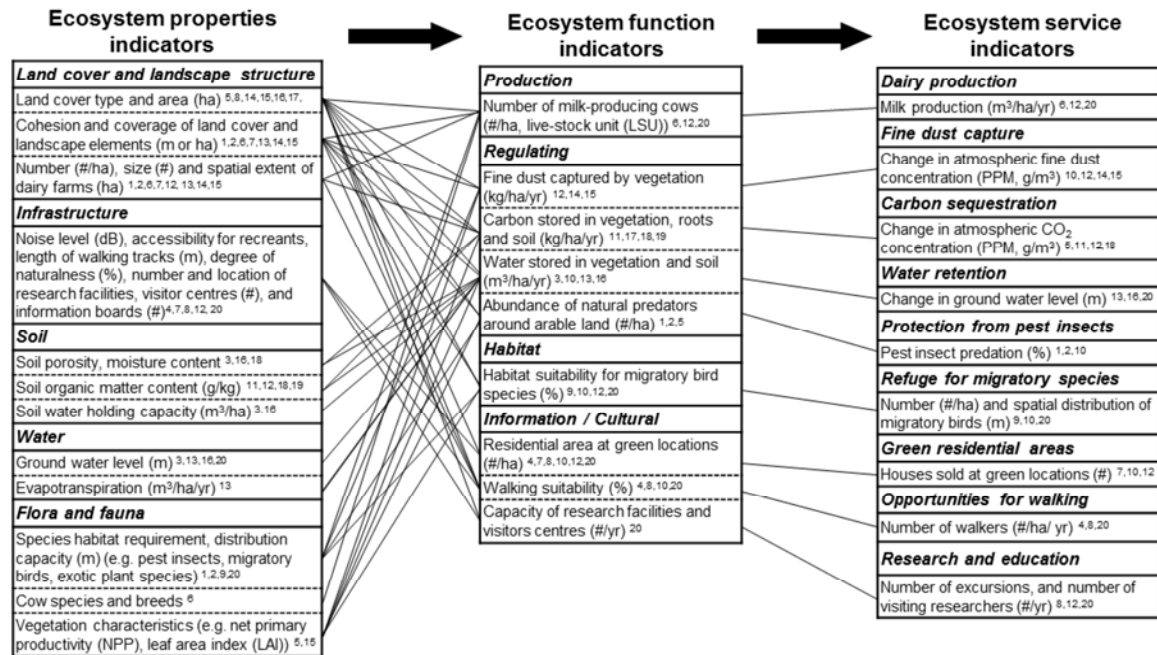 Ecosystem properties
indicators
Land cover and landscape structure
Land cover type and area (ha) 5,8,14,15,16,17,
Cohesion and coverage of land cover and
landscape elements (m or ha) 1,2,6,7,13,14,15
Number (#/ha), size (#) and spatial extent of
dairy farms (ha) 1,2,6,7,12, 13,14,15
Infrastructure
Noise level (dB), accessibility for recreants,
length of walking tracks (m), degree of
naturalness (%), number and location of
research facilities, visitor centres (#), and
information boards (#)4,7,8,12, 20
Soil
Soil porosity, moisture content 3,16,18
Soil organic matter content (g/kg) 11,12,18,19
Soil water holding capacity (m³/ha) 3,16
Water
Ground water level (m) 3,13,16,20
Evapotranspiration (m³/ha/yr) 13
Flora and fauna
Species habitat requirement, distribution
capacity (m) (e.g. pest insects, migratory
birds, exotic plant species) 1,2,9,20
Cow species and breeds 6
Vegetation characteristics (e.g. net primary
productivity (NPP), leaf area index (LAI)) 5,15
Ecosystem function
indicators
Production
Number of milk-producing cows
(#/ha, live-stock unit (LSU)) 6,12,20
Regulating
Fine dust captured by vegetation
(kg/ha/yr) 12,14,15
Carbon stored in vegetation, roots
and soil (kg/ha/yr) 11,17,18,19
Water stored in vegetation and soil
(m³/ha/yr) 3,10,13,16
Abundance of natural predators
around arable land (#/ha) 1,2,5
Habitat
Habitat suitability for migratory bird
species (%) 9,10,12,20
Information / Cultural
Residential area at green locations
(#/ha) 4,7,8,10,12,20
Walking suitability (%) 4,8,10,20
Capacity of research facilities and
visitors centres (#/yr) 20
Ecosystem service
indicators
Dairy production
Milk production (m³/ha/yr) 6,12,20
Fine dust capture
Change in atmospheric fine dust
concentration (PPM, g/m³) 10,12,14,15
Carbon sequestration
Change in atmospheric CO₂
concentration (PPM, g/m³) 5,11,12,18
Water retention
Change in ground water level (m) 13,16,20
Protection from pest insects
Pest insect predation (%) 1,2,10
Refuge for migratory species
Number (#/ha) and spatial distribution of
migratory birds (m) 9,10,20
Green residential areas
Houses sold at green locations (#) 7,10,12
Opportunities for walking
Number of walkers (#/ha/ yr) 4,8,20
Research and education
Number of excursions, and number of
visiting researchers (#/yr) 8,12,20